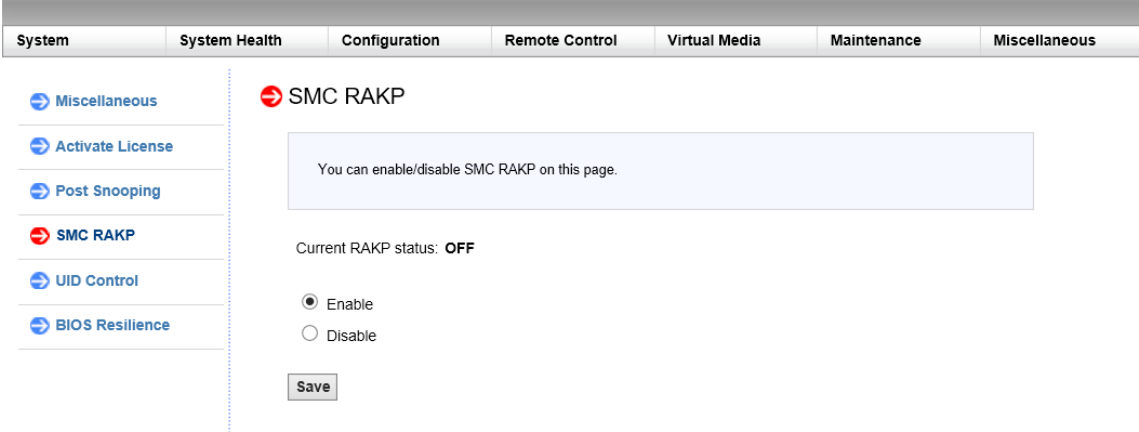 System System Health Configuration Remote Control Virtual Media Maintenance Miscellaneous
Miscellaneous
Activate License
Post Snooping
SMC RAKP
UID Control
BIOS Resilience
SMC RAKP
You can enable/disable SMC RAKP on this page.
Current RAKP status: OFF
Enable
Disable
Save